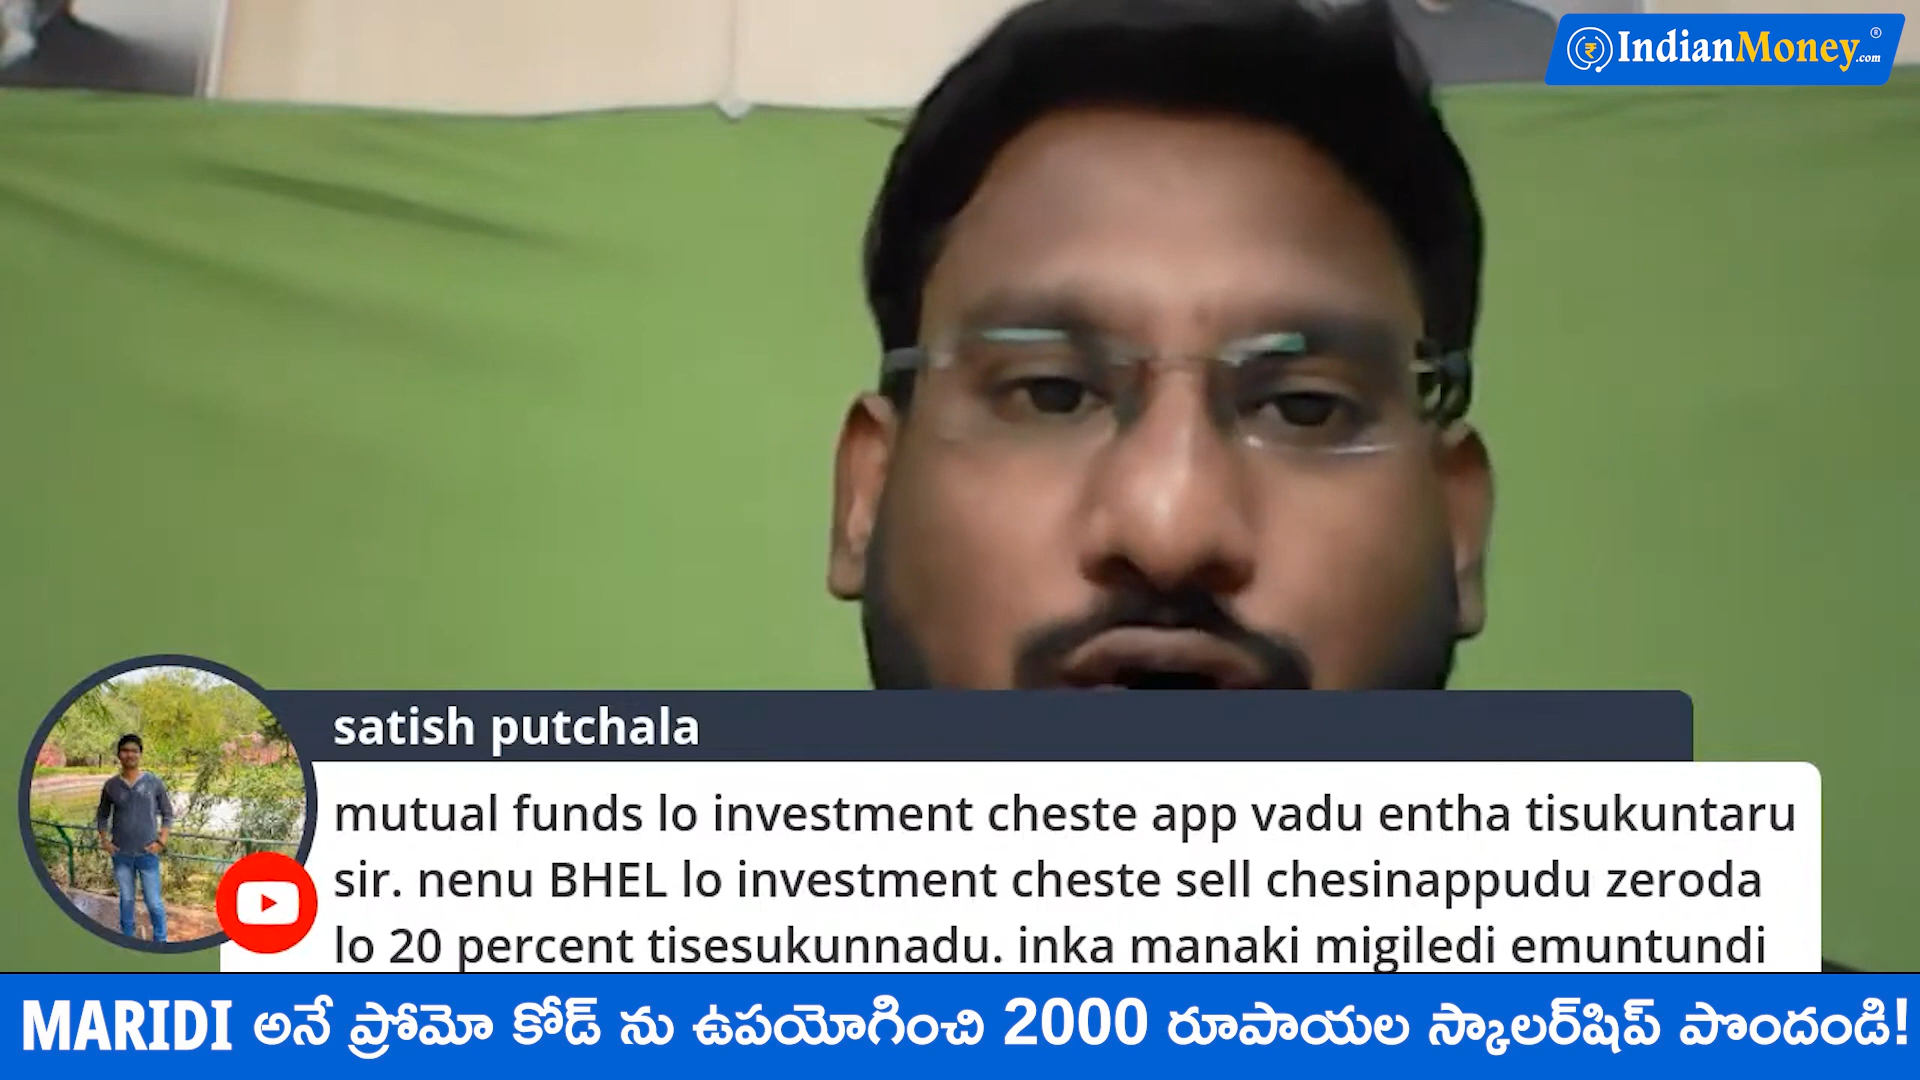 IndianMoney.com
satish putchala
mutual funds lo investment cheste app vadu entha tisukuntaru
sir. nenu BHEL lo investment cheste sell chesinappudu zeroda
lo 20 percent tisesukunnadu. inka manaki migiledi emuntundi
MARIDI అనే ప్రోమో కోడ్ ను ఉపయోగించి 2000 రూపాయల స్కాలర్‌షిప్ పొందండి!